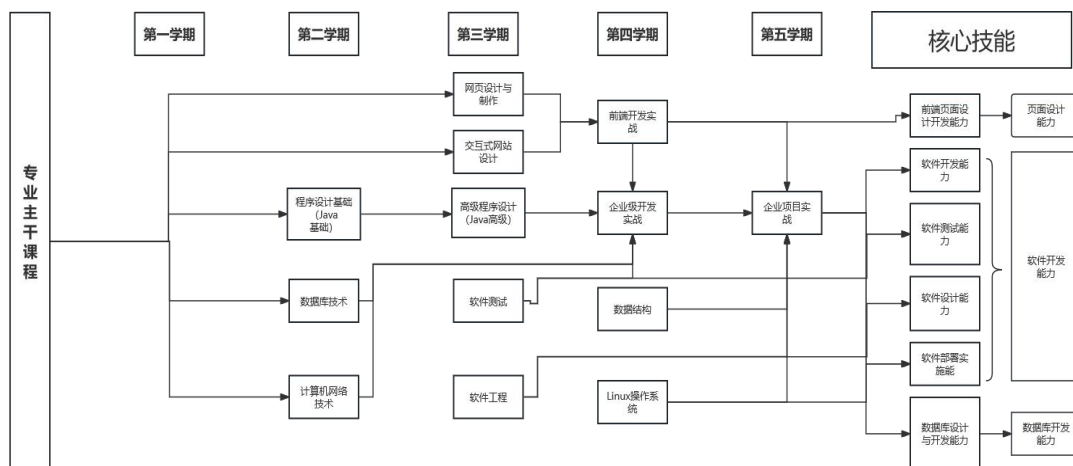 专业主干课程
第一学期
第二学期
第三学期
第四学期
第五学期
核心技能
网页设计与
制作
交互式网站
设计
前端开发实
战
前端页面设
计开发能力
页面设计
能力
程序设计基础
(Java
基础)
高级程序设计
(Java高级)
企业级开发
实战
企业项目实
战
软件开发能
力
软件测试能
力
软件设计能
力
软件部署实
施能
软件开发
能力
数据库技术
软件测试
数据结构
计算机网络
技术
软件工程
Linux操作系
统
数据库设计
与开发能力
数据库开发
能力